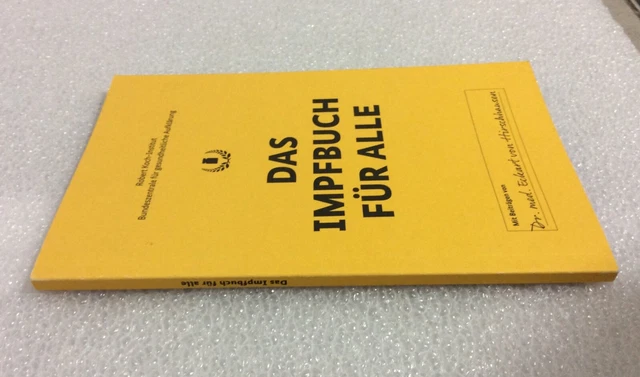 Robert Koch-Institut
Bundeszentrale für gesundheitliche Aufklärung
DAS
IMPFBUCH
FÜR ALLE
Mit Beiträgen von
Dr. med. Eckart von Hirschhausen
Das Impfbuch für alle